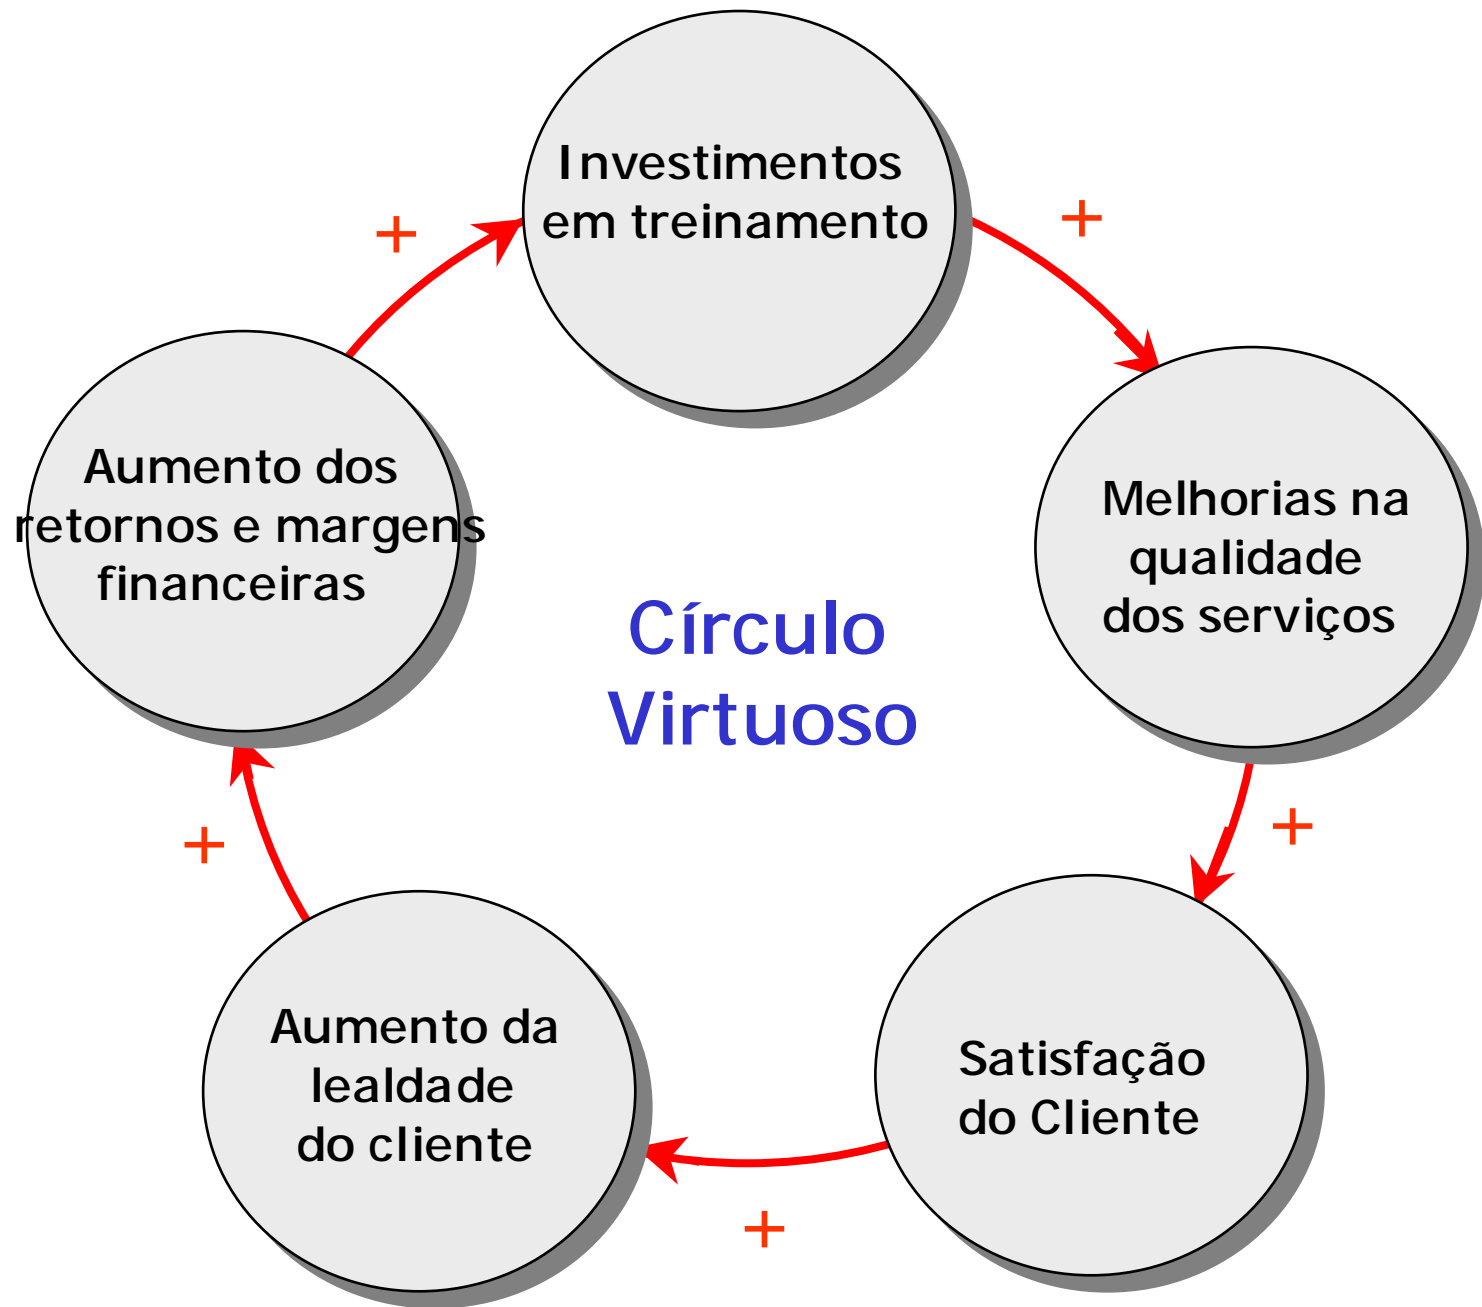 Investimentos
em treinamento
+
+
Aumento dos
retornos e margens
financeiras
Melhorias na
qualidade
dos serviços
Círculo
Virtuoso
+
+
Aumento da
lealdade
do cliente
Satisfação
do Cliente
+